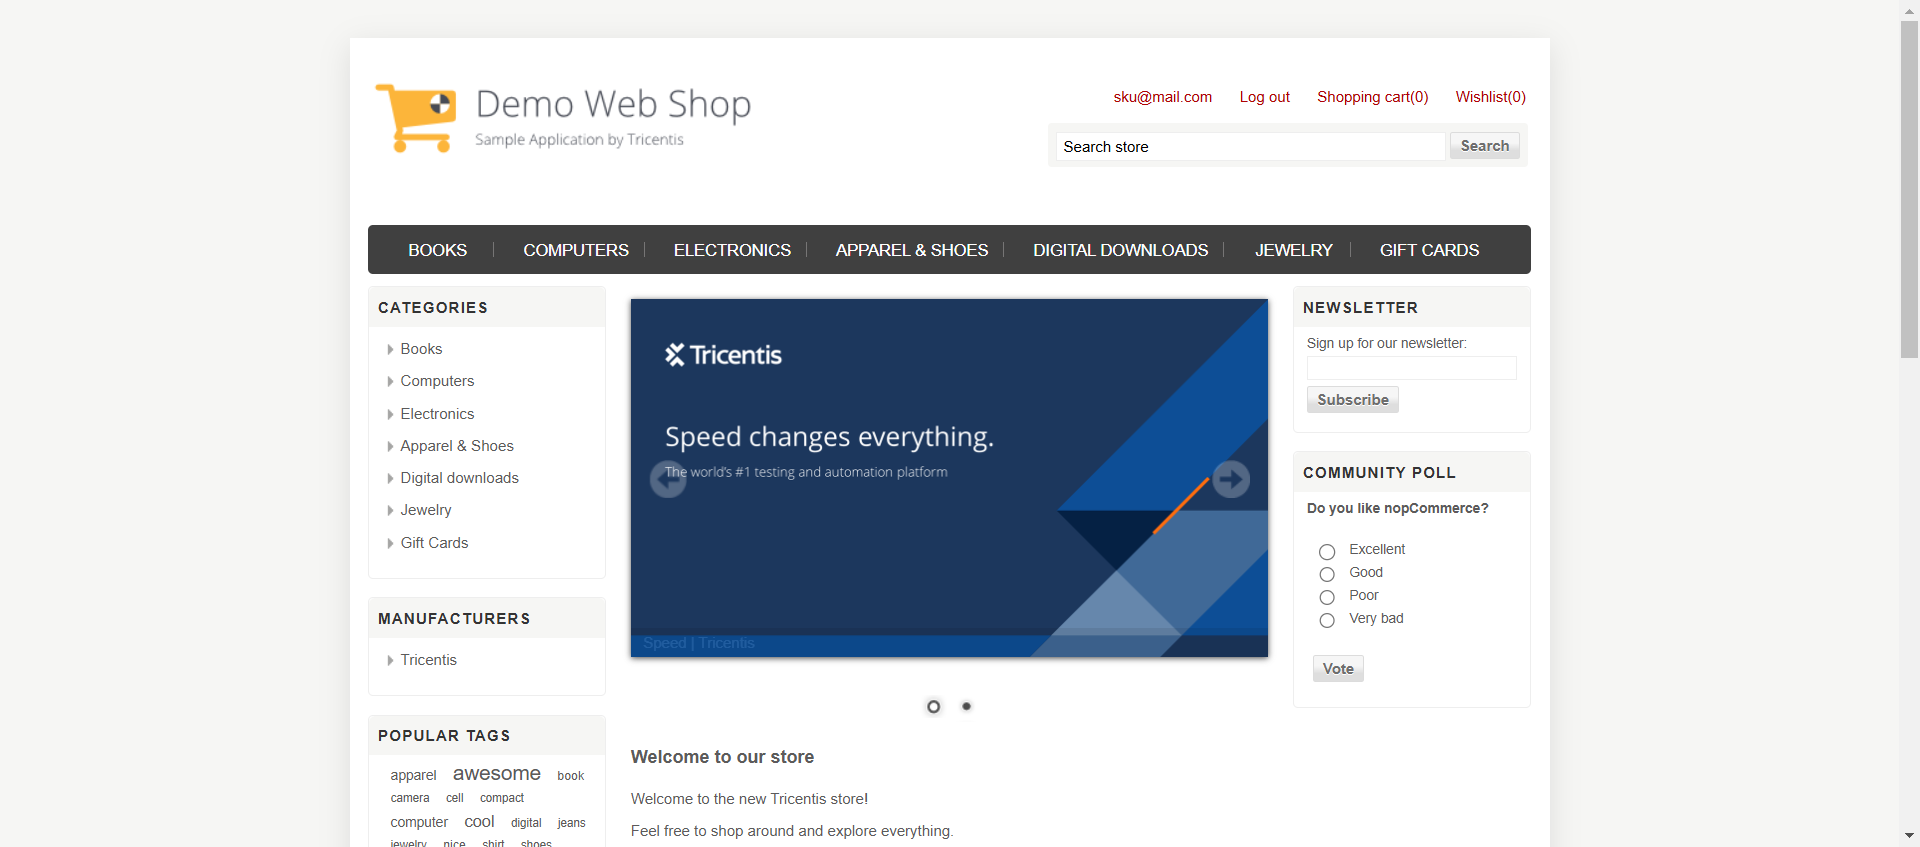 Demo Web Shop
Sample Application by Tricentis
sku@mail.com Log out Shopping cart(0) Wishlist(0)
Search store Search
BOOKS COMPUTERS ELECTRONICS APPAREL & SHOES DIGITAL DOWNLOADS JEWELRY GIFT CARDS
CATEGORIES
Books
Computers
Electronics
Apparel & Shoes
Digital downloads
Jewelry
Gift Cards
MANUFACTURERS
Tricentis
POPULAR TAGS
apparel awesome book
camera cell compact
computer cool digital jeans
jewelry nice shirt shoes
Tricentis
Speed changes everything.
The world's #1 testing and automation platform
Speed | Tricentis
Welcome to our store
Welcome to the new Tricentis store!
Feel free to shop around and explore everything.
NEWSLETTER
Sign up for our newsletter:
Subscribe
COMMUNITY POLL
Do you like nopCommerce?
Excellent
Good
Poor
Very bad
Vote